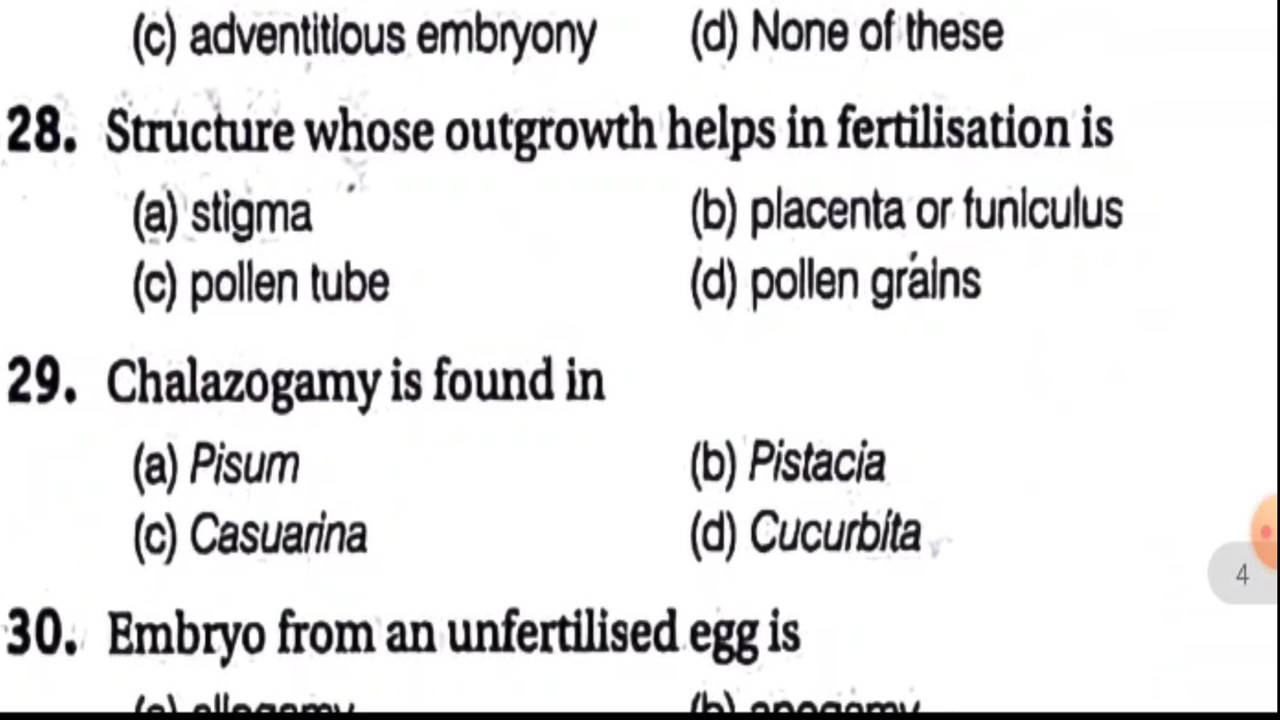 (c) adventitious embryony (d) None of these
28. Structure whose outgrowth helps in fertilisation is
(a) stigma (b) placenta or funiculus
(c) pollen tube (d) pollen grains
29. Chalazogamy is found in
(a) Pisum (b) Pistacia
(c) Casuarina (d) Cucurbita
4
30. Embryo from an unfertilised egg is
(a) allogamy (b) apogamy